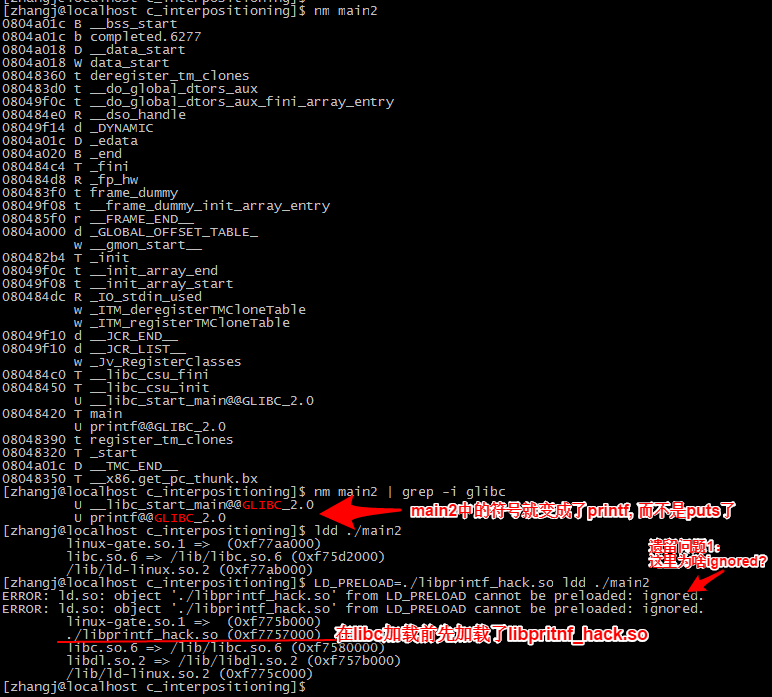 [zhangj@localhost c_interpositioning]$ nm main2
0804a01c B __bss_start
0804a01c b completed.6277
0804a018 D __data_start
0804a018 W data_start
08048360 t deregister_tm_clones
080483d0 t __do_global_dtors_aux
08049f0c t __do_global_dtors_aux_fini_array_entry
080484e0 R __dso_handle
08049f14 d _DYNAMIC
0804a01c D _edata
0804a020 B _end
080484c4 T _fini
080484d8 R _fp_hw
080483f0 t frame_dummy
08049f08 t __frame_dummy_init_array_entry
080485f0 r __FRAME_END__
0804a000 d _GLOBAL_OFFSET_TABLE_
w __gmon_start__
080482b4 T _init
08049f0c t __init_array_end
08049f08 t __init_array_start
080484dc R _IO_stdin_used
w _ITM_deregisterTMCloneTable
w _ITM_registerTMCloneTable
08049f10 d __JCR_END__
08049f10 d __JCR_LIST__
w _Jv_RegisterClasses
080484c0 T __libc_csu_fini
08048450 T __libc_csu_init
U __libc_start_main@@GLIBC_2.0
08048420 T main
U printf@@GLIBC_2.0
08048390 t register_tm_clones
08048320 T _start
0804a01c D __TMC_END__
08048350 T __x86.get_pc_thunk.bx
[zhangj@localhost c_interpositioning]$ nm main2 | grep -i glibc
U __libc_start_main@@GLIBC_2.0
U printf@@GLIBC_2.0
main2中的符号就变成了printf, 而不是puts了
[zhangj@localhost c_interpositioning]$ ldd ./main2
linux-gate.so.1 => (0xf77aa000)
libc.so.6 => /lib/libc.so.6 (0xf75d2000)
/lib/ld-linux.so.2 (0xf77ab000)
遗留问题1:
这里为啥ignored?
[zhangj@localhost c_interpositioning]$ LD_PRELOAD=./libprintf_hack.so ldd ./main2
ERROR: ld.so: object './libprintf_hack.so' from LD_PRELOAD cannot be preloaded: ignored.
ERROR: ld.so: object './libprintf_hack.so' from LD_PRELOAD cannot be preloaded: ignored.
linux-gate.so.1 => (0xf775b000)
./libprintf_hack.so (0xf7757000) 在libc加载前先加载了libpritnf_hack.so
libc.so.6 => /lib/libc.so.6 (0xf7580000)
libdl.so.2 => /lib/libdl.so.2 (0xf757b000)
/lib/ld-linux.so.2 (0xf775c000)
[zhangj@localhost c_interpositioning]$